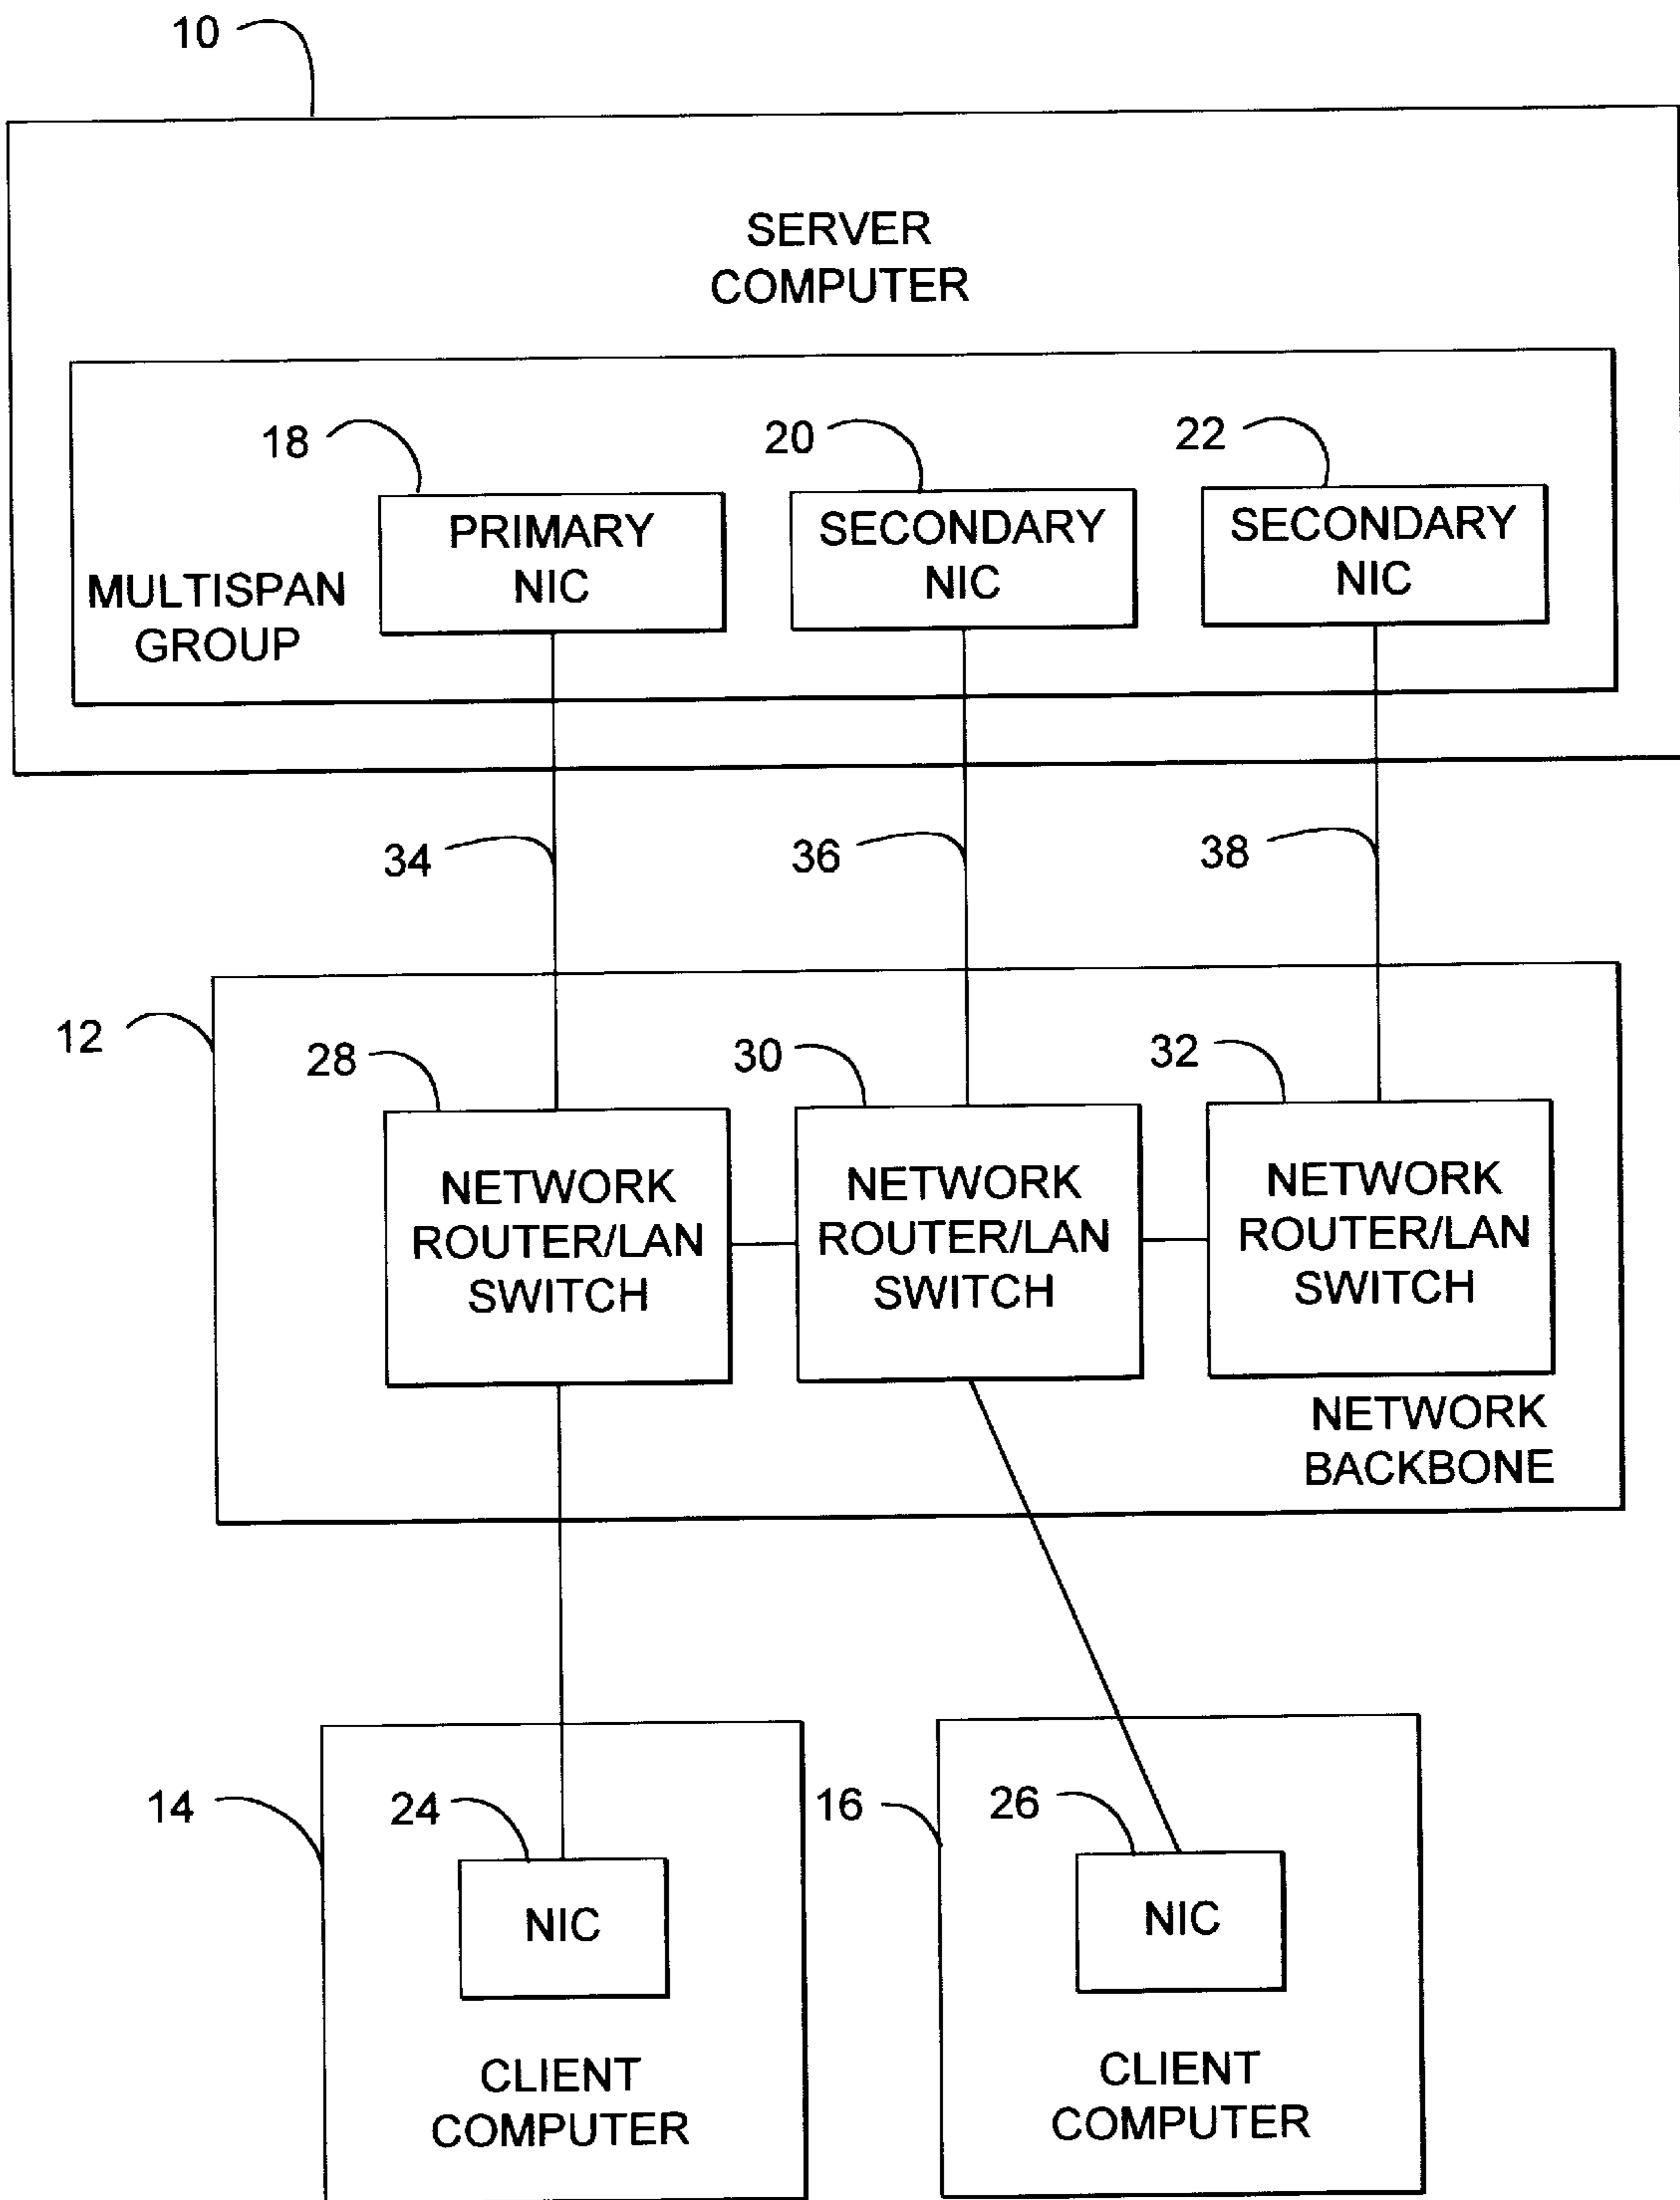 10
SERVER
COMPUTER
18
20
22
PRIMARY
NIC
SECONDARY
NIC
SECONDARY
NIC
MULTISPAN
GROUP
34
36
38
12
28
30
32
NETWORK
ROUTER/LAN
SWITCH
NETWORK
ROUTER/LAN
SWITCH
NETWORK
ROUTER/LAN
SWITCH
NETWORK
BACKBONE
14
24
16
26
NIC
NIC
CLIENT
COMPUTER
CLIENT
COMPUTER